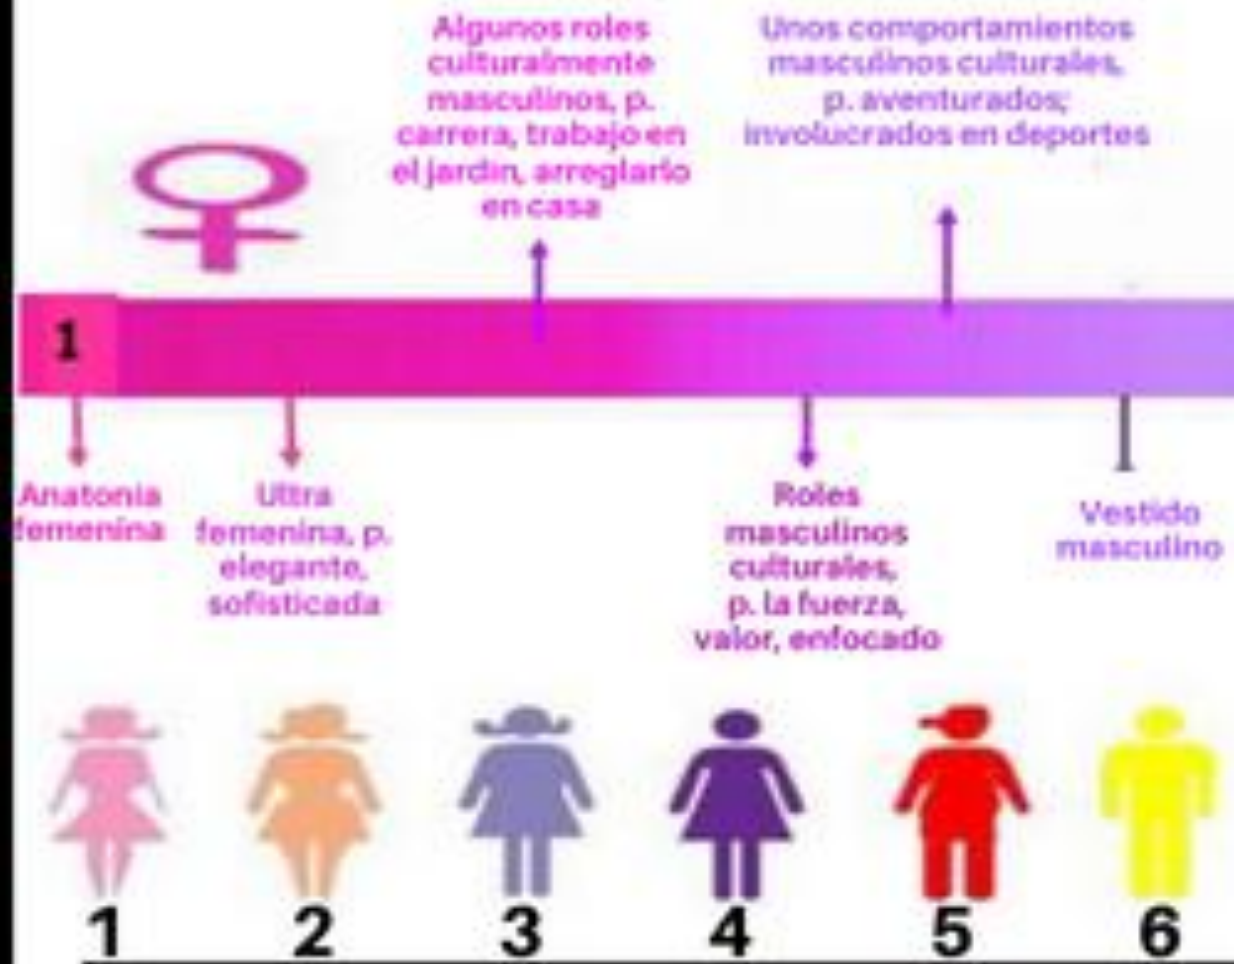 Algunos roles
culturalmente
masculinos, p.
carrera, trabajo en
el jardin, arreglarlo
en casa
Unos comportamientos
masculinos culturales,
p. aventurados;
involucrados en deportes
1
Anatonia
femenina
Ultra
femenina, p.
elegante,
sofisticada
Roles
masculinos
culturales,
p. la fuerza,
valor, enfocado
Vestido
masculino
1 2 3 4 5 6